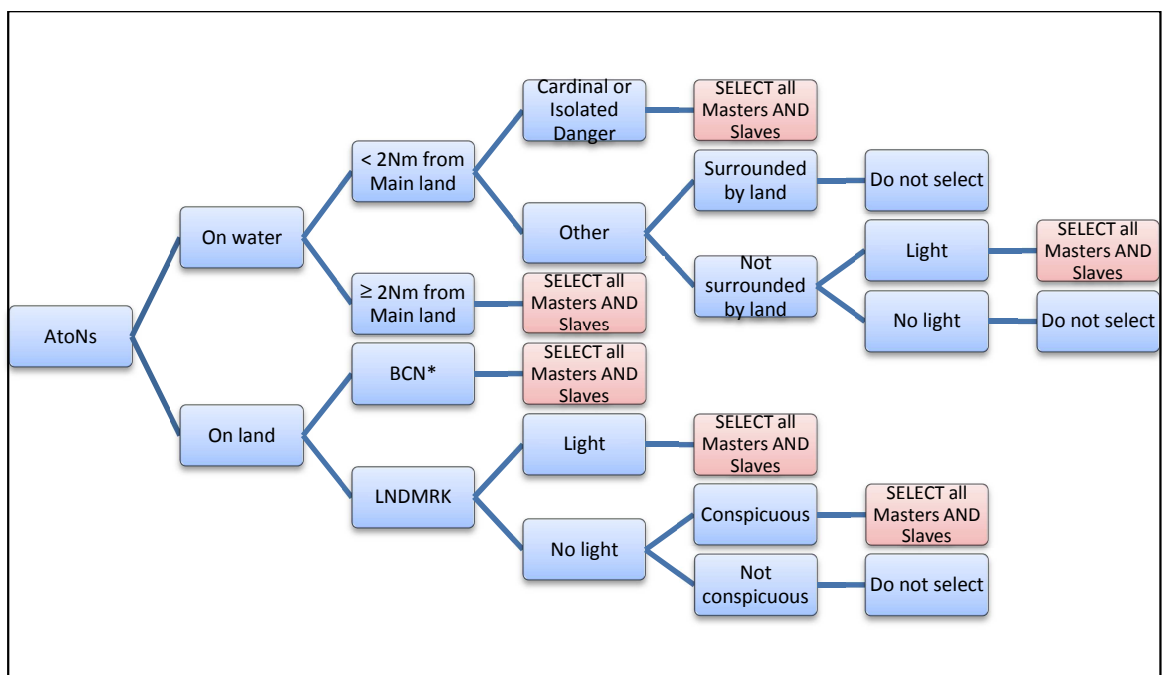 Cardinal or
Isolated
Danger
SELECT all
Masters AND
Slaves
< 2Nm from
Main land
Surrounded
by land
Do not select
On water
Other
Light
SELECT all
Masters AND
Slaves
Not
surrounded
by land
≥ 2Nm from
Main land
SELECT all
Masters AND
Slaves
No light
Do not select
AtoNs
BCN*
SELECT all
Masters AND
Slaves
On land
Light
SELECT all
Masters AND
Slaves
LNDMRK
Conspicuous
SELECT all
Masters AND
Slaves
No light
Not
conspicuous
Do not select